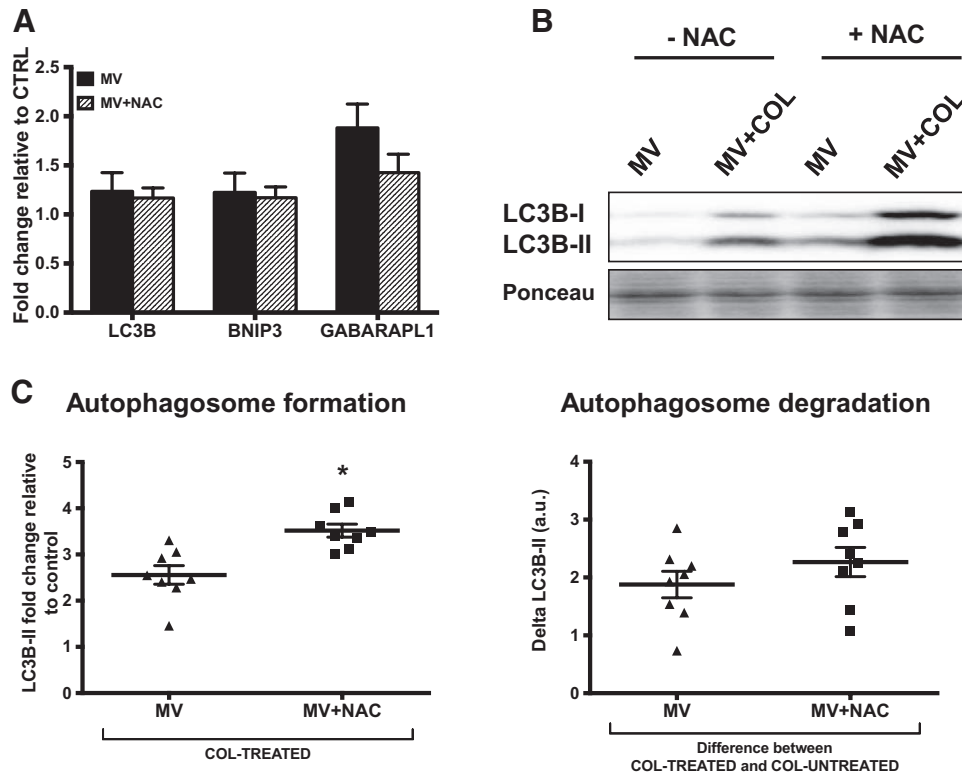 A
Fold change relative to CTRL
2.5
2.0
1.5
1.0
0.5
0.0
MV
MV+NAC
LC3B
BNIP3
GABARAPL1
B
- NAC
+ NAC
MV
MV+COL
MV
MV+COL
LC3B-I
LC3B-II
Ponceau
C
Autophagosome formation
LC3B-II fold change relative
to control
5
4
3
2
1
0
*
MV
MV+NAC
COL-TREATED
Autophagosome degradation
Delta LC3B-II (a.u.)
4
3
2
1
0
MV
MV+NAC
Difference between
COL-TREATED and COL-UNTREATED